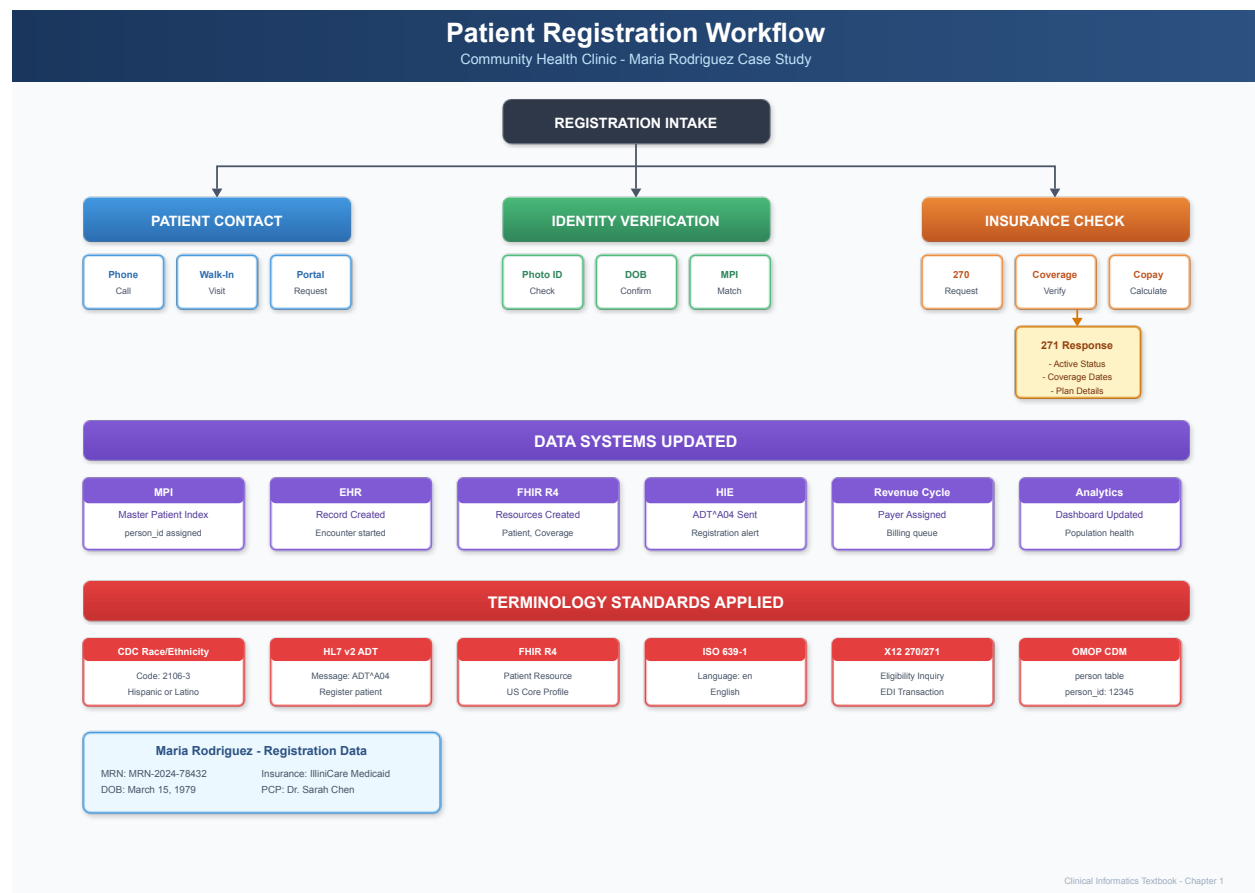 Patient Registration Workflow
Community Health Clinic - Maria Rodriguez Case Study
REGISTRATION INTAKE
PATIENT CONTACT
IDENTITY VERIFICATION
INSURANCE CHECK
Phone
Call
Walk-In
Visit
Portal
Request
Photo ID
Check
DOB
Confirm
MPI
Match
270
Request
Coverage
Verify
Copay
Calculate
271 Response
- Active Status
- Coverage Dates
- Plan Details
DATA SYSTEMS UPDATED
MPI
Master Patient Index
person_id assigned
EHR
Record Created
Encounter started
FHIR R4
Resources Created
Patient, Coverage
HIE
ADT^A04 Sent
Registration alert
Revenue Cycle
Payer Assigned
Billing queue
Analytics
Dashboard Updated
Population health
TERMINOLOGY STANDARDS APPLIED
CDC Race/Ethnicity
Code: 2106-3
Hispanic or Latino
HL7 v2 ADT
Message: ADT^A04
Register patient
FHIR R4
Patient Resource
US Core Profile
ISO 639-1
Language: en
English
X12 270/271
Eligibility Inquiry
EDI Transaction
OMOP CDM
person table
person_id: 12345
Maria Rodriguez - Registration Data
MRN: MRN-2024-78432
Insurance: IlliniCare Medicaid
DOB: March 15, 1979
PCP: Dr. Sarah Chen
Clinical Informatics Textbook - Chapter 1